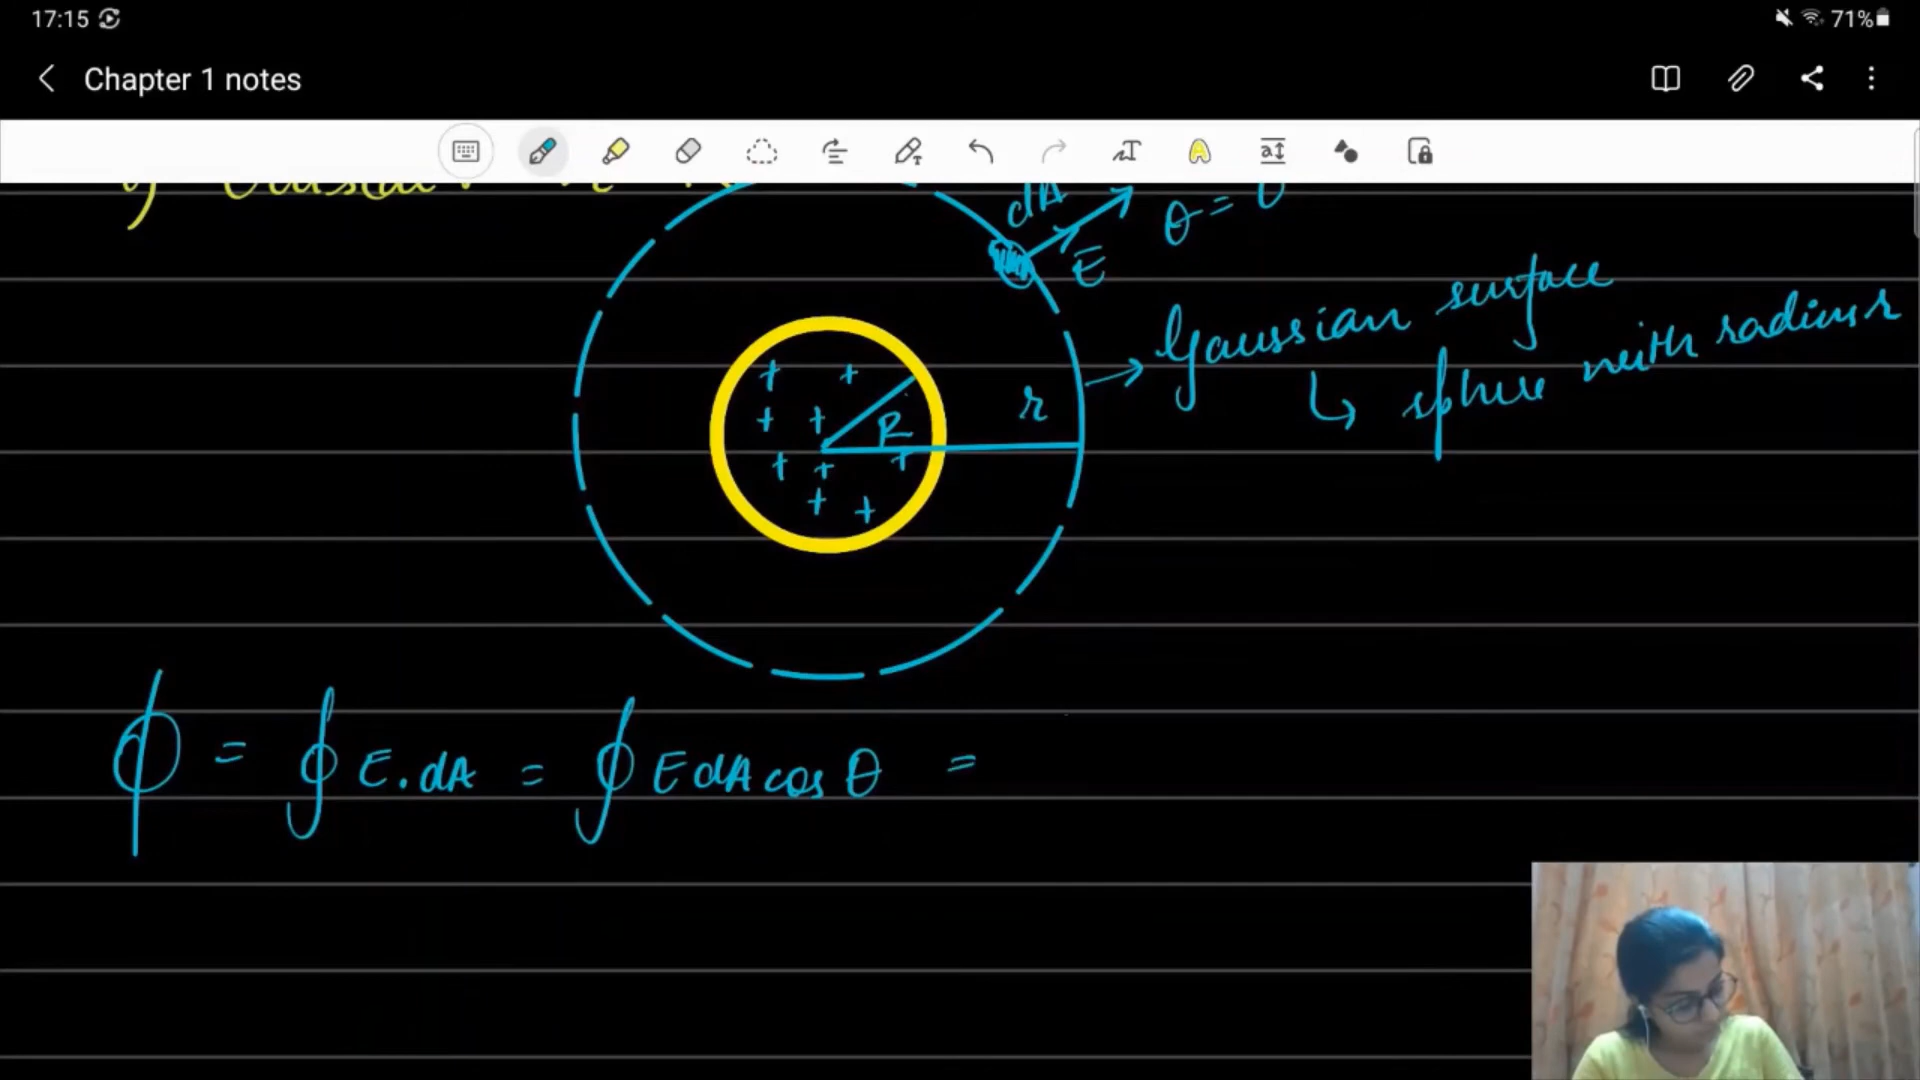 17:15 71%
Chapter 1 notes
dA
θ = 0
E
Gaussian surface
↳ sphere with radius r
r
R
+ +
+ +
+ + +
+ +
ϕ = ∮ E.dA = ∮ E dA cos θ =